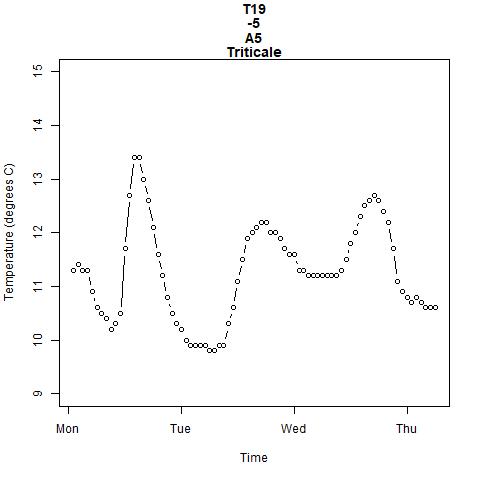 T19
-5
A5
Triticale
Temperature (degrees C)
15
14
13
12
11
10
9
Mon Tue Wed Thu
Time